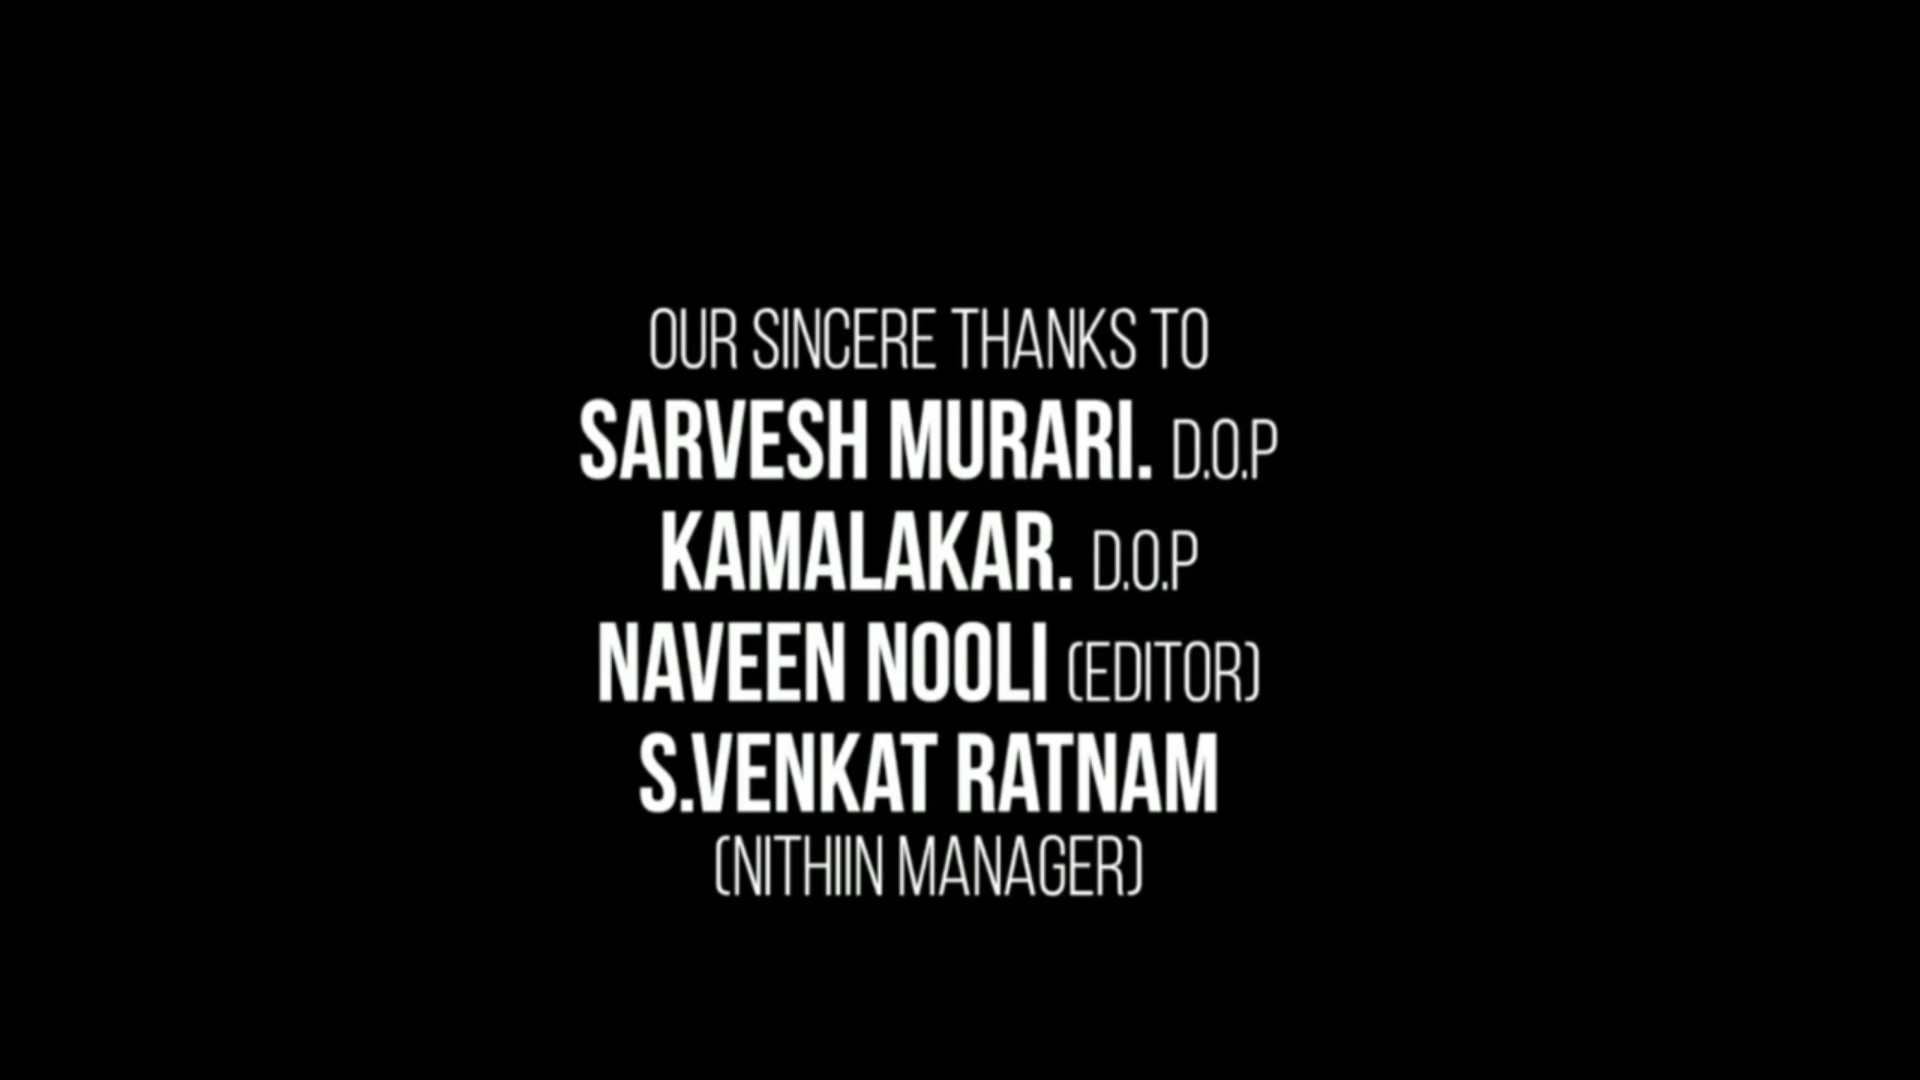 OUR SINCERE THANKS TO
SARVESH MURARI. D.O.P
KAMALAKAR. D.O.P
NAVEEN NOOLI (EDITOR)
S.VENKAT RATNAM
(NITHIIN MANAGER)